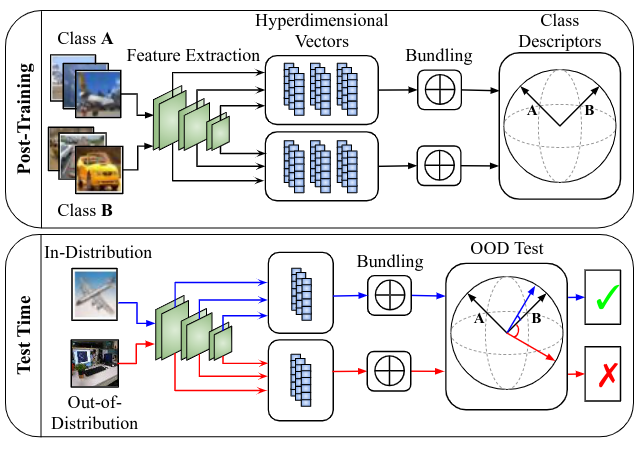 Post-Training
Class A
Class B
Feature Extraction
Hyperdimensional
Vectors
Bundling
Class
Descriptors
A
B
Test Time
In-Distribution
Out-of-
Distribution
Bundling
OOD Test
A
B